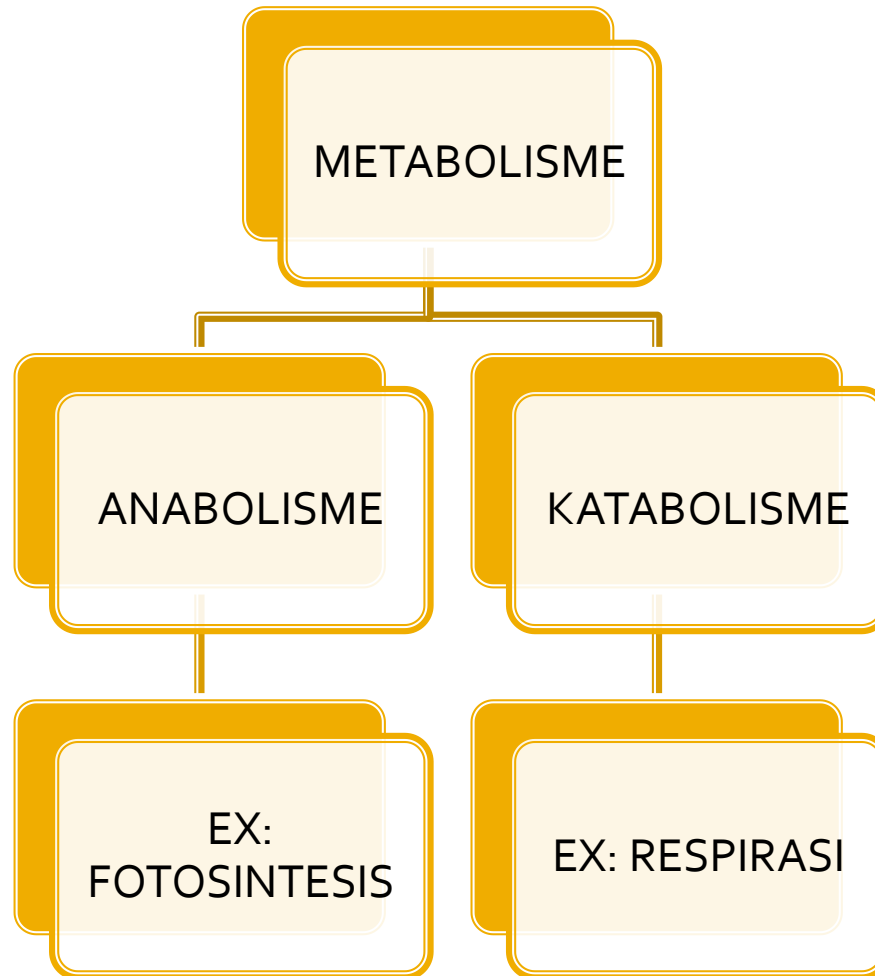 METABOLISME
ANABOLISME
KATABOLISME
EX:
FOTOSINTESIS
EX: RESPIRASI